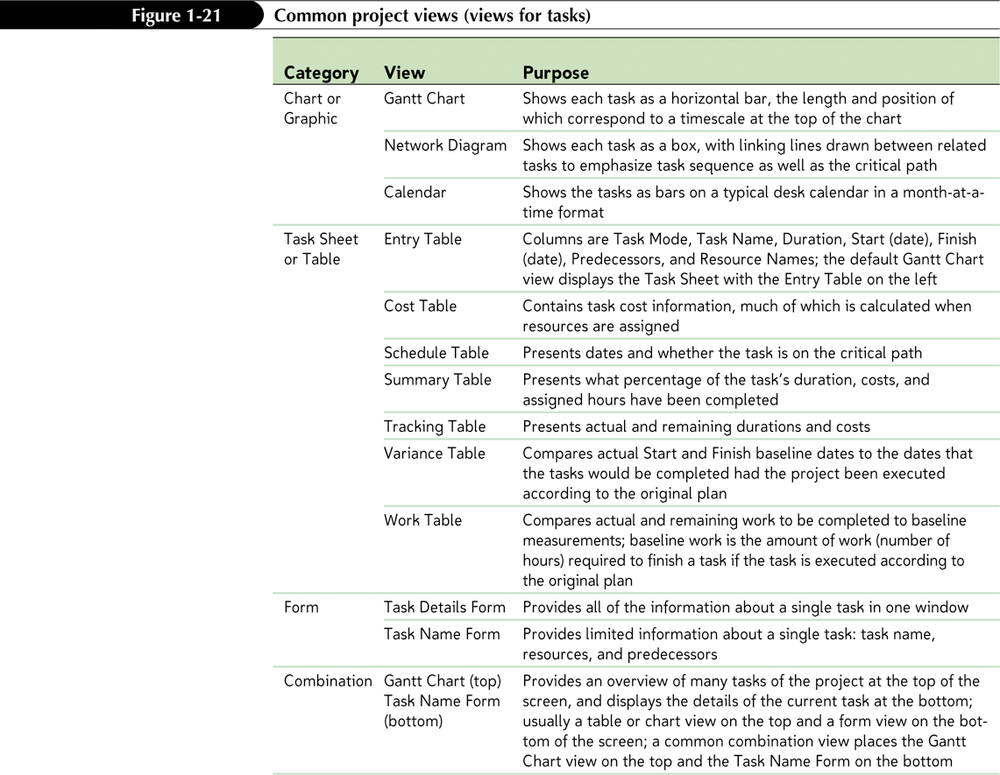 Figure 1-21 Common project views (views for tasks)
Category View Purpose
Chart or Graphic
Gantt Chart
Shows each task as a horizontal bar, the length and position of
which correspond to a timescale at the top of the chart
Network Diagram
Shows each task as a box, with linking lines drawn between related
tasks to emphasize task sequence as well as the critical path
Calendar
Shows the tasks as bars on a typical desk calendar in a month-at-a-
time format
Task Sheet
or Table
Entry Table
Columns are Task Mode, Task Name, Duration, Start (date), Finish
(date), Predecessors, and Resource Names; the default Gantt Chart
view displays the Task Sheet with the Entry Table on the left
Cost Table
Contains task cost information, much of which is calculated when
resources are assigned
Schedule Table
Presents dates and whether the task is on the critical path
Summary Table
Presents what percentage of the task's duration, costs, and
assigned hours have been completed
Tracking Table
Presents actual and remaining durations and costs
Variance Table
Compares actual Start and Finish baseline dates to the dates that
the tasks would be completed had the project been executed
according to the original plan
Work Table
Compares actual and remaining work to be completed to baseline
measurements; baseline work is the amount of work (number of
hours) required to finish a task if the task is executed according to
the original plan
Form
Task Details Form
Provides all of the information about a single task in one window
Task Name Form
Provides limited information about a single task: task name,
resources, and predecessors
Combination
Gantt Chart (top)
Task Name Form
(bottom)
Provides an overview of many tasks of the project at the top of the
screen, and displays the details of the current task at the bottom;
usually a table or chart view on the top and a form view on the bot-
tom of the screen; a common combination view places the Gantt
Chart view on the top and the Task Name Form on the bottom